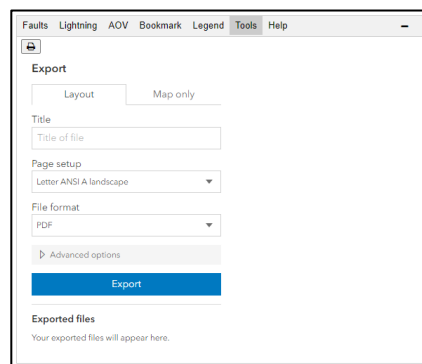 Faults Lightning AOV Bookmark Legend Tools Help
Export
Layout Map only
Title
Title of file
Page setup
Letter ANSI A landscape
File format
PDF
Advanced options
Export
Exported files
Your exported files will appear here.